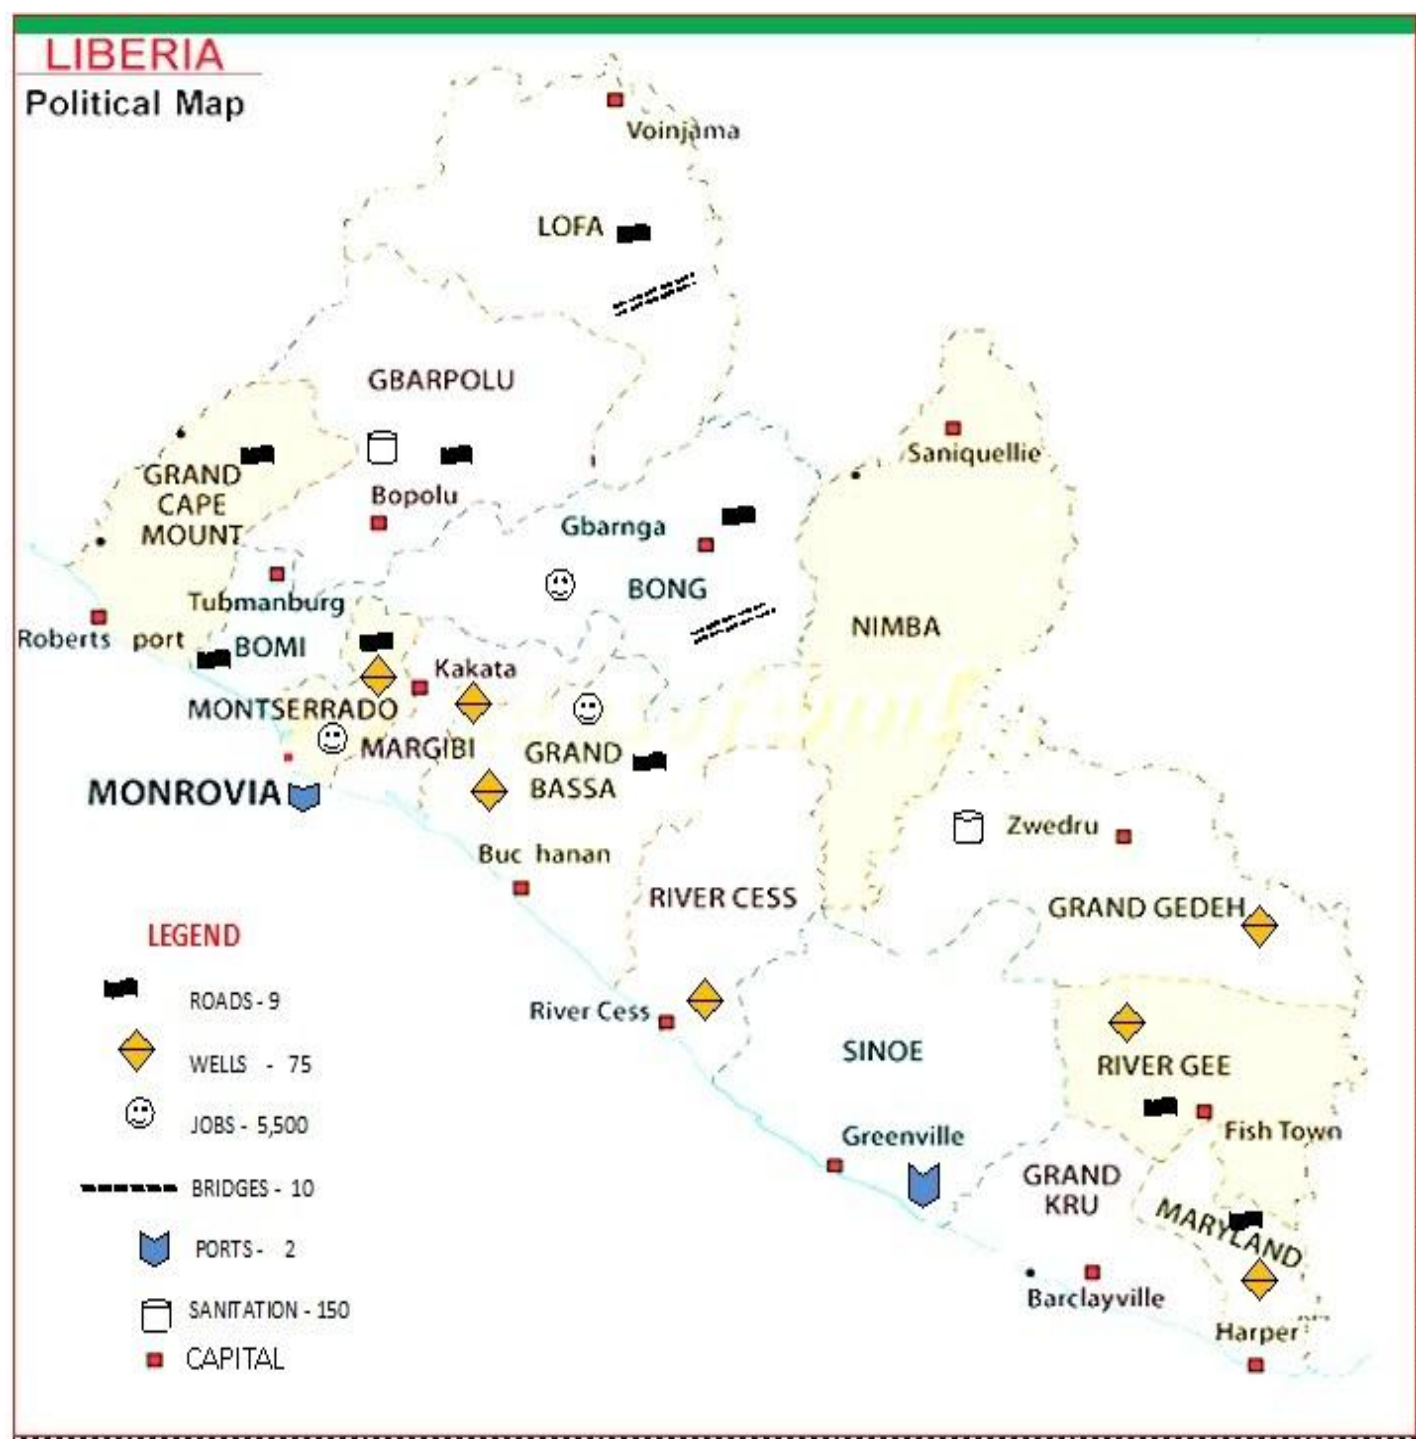 LIBERIA
Political Map
Voinjama
LOFA
GBARPOLU
Saniquellie
GRAND
CAPE
MOUNT
Bopolu
Gbarnga
BONG
Tubmanburg
NIMBA
Roberts port
BOMI
Kakata
MONTSERRADO
MARGIBI
GRAND
BASSA
MONROVIA
Zwedru
Buc hanan
RIVER CESS
GRAND GEDEH
River Cess
SINOE
RIVER GEE
Greenville
Fish Town
GRAND
KRU
MARYLAND
Barclayville
Harper
LEGEND
ROADS - 9
WELLS - 75
JOBS - 5,500
BRIDGES - 10
PORTS - 2
SANITATION - 150
CAPITAL